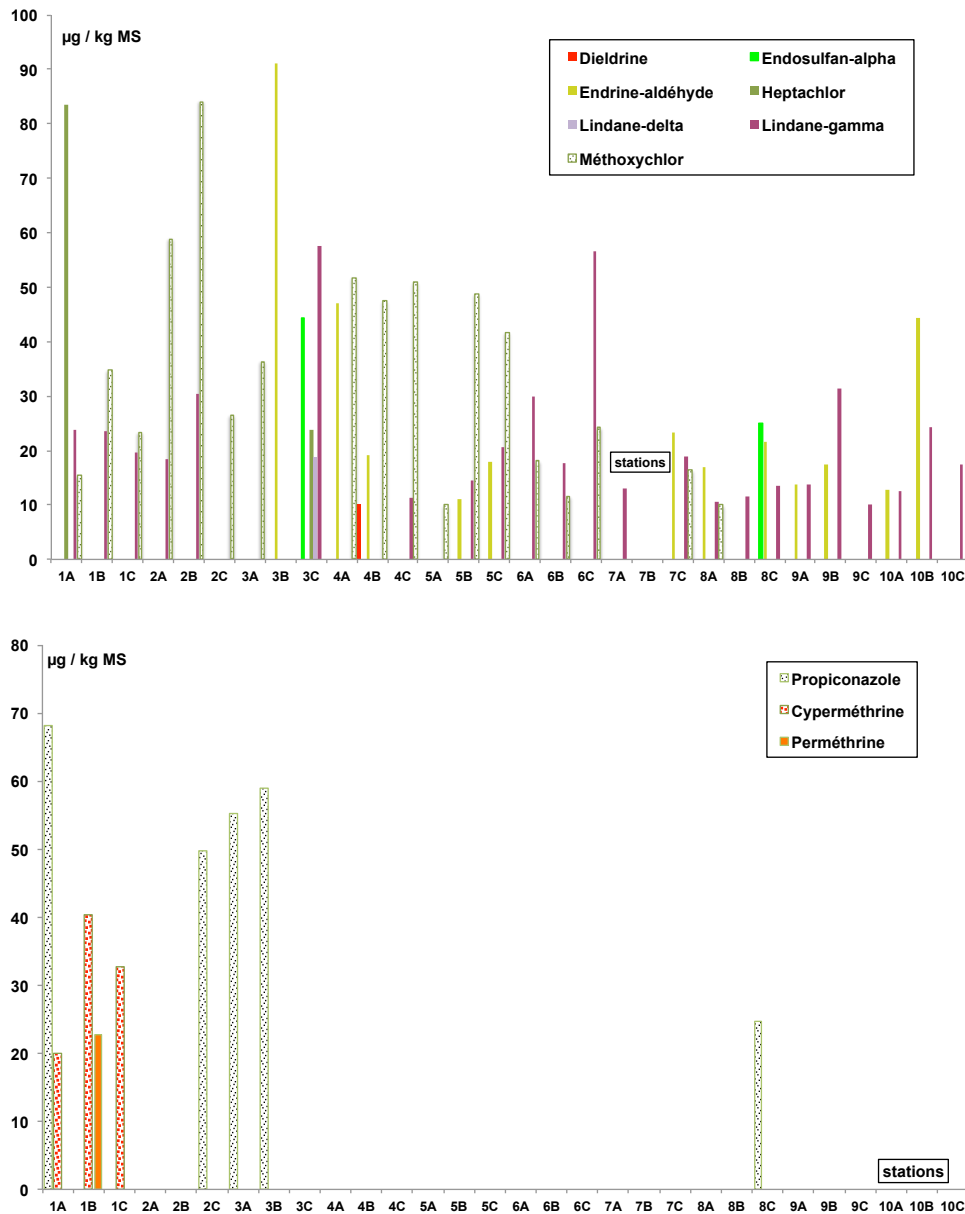 100
µg / kg MS
90
80
70
60
50
40
30
20
10
0
Dieldrine Endosulfan-alpha
Endrine-aldéhyde Heptachlor
Lindane-delta Lindane-gamma
Méthoxychlor
stations
1A 1B 1C 2A 2B 2C 3A 3B 3C 4A 4B 4C 5A 5B 5C 6A 6B 6C 7A 7B 7C 8A 8B 8C 9A 9B 9C 10A 10B 10C
80
µg / kg MS
70
60
50
40
30
20
10
0
Propiconazole
Cyperméthrine
Perméthrine
stations
1A 1B 1C 2A 2B 2C 3A 3B 3C 4A 4B 4C 5A 5B 5C 6A 6B 6C 7A 7B 7C 8A 8B 8C 9A 9B 9C 10A 10B 10C